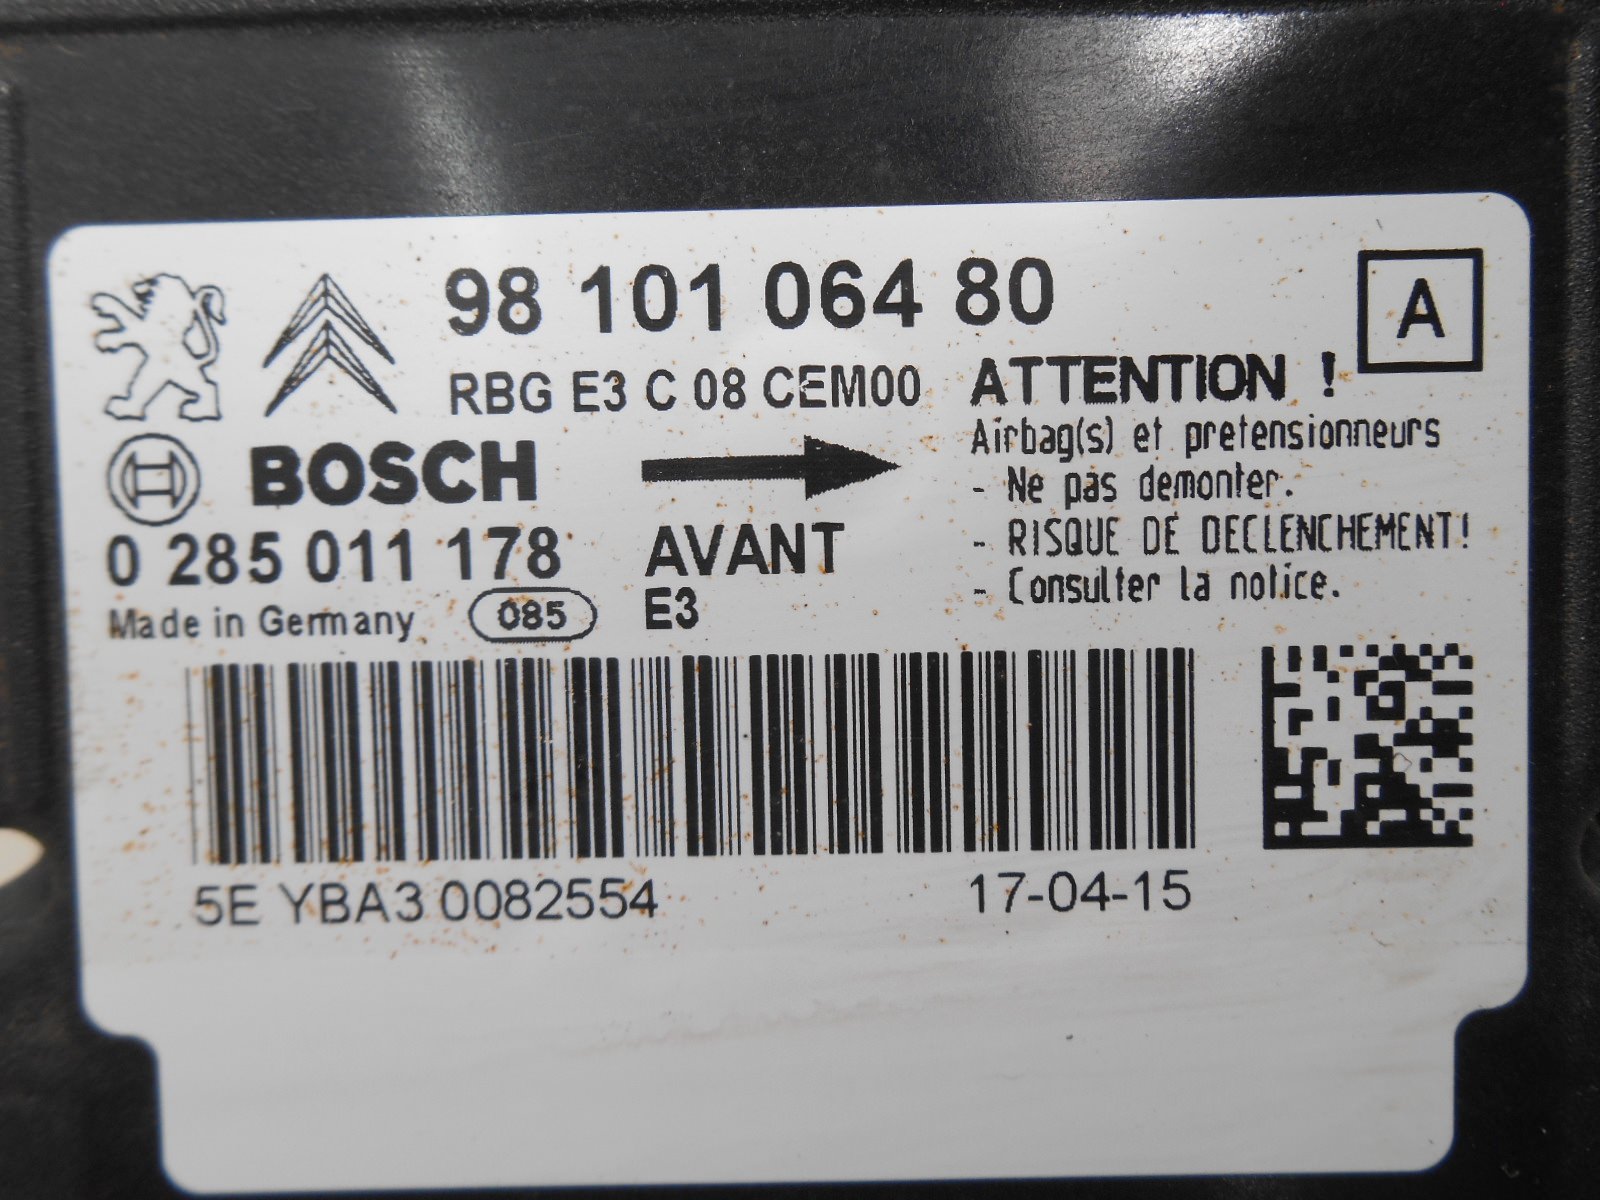 98 101 064 80
A
RBG E3 C 08 CEM00
ATTENTION !
Airbag(s) et pretensionneurs
- Ne pas demonter.
- RISQUE DE DECLENCHEMENT!
- Consulter la notice.
BOSCH
0 285 011 178
AVANT
Made in Germany
085
E3
5E YBA3 0082554
17-04-15